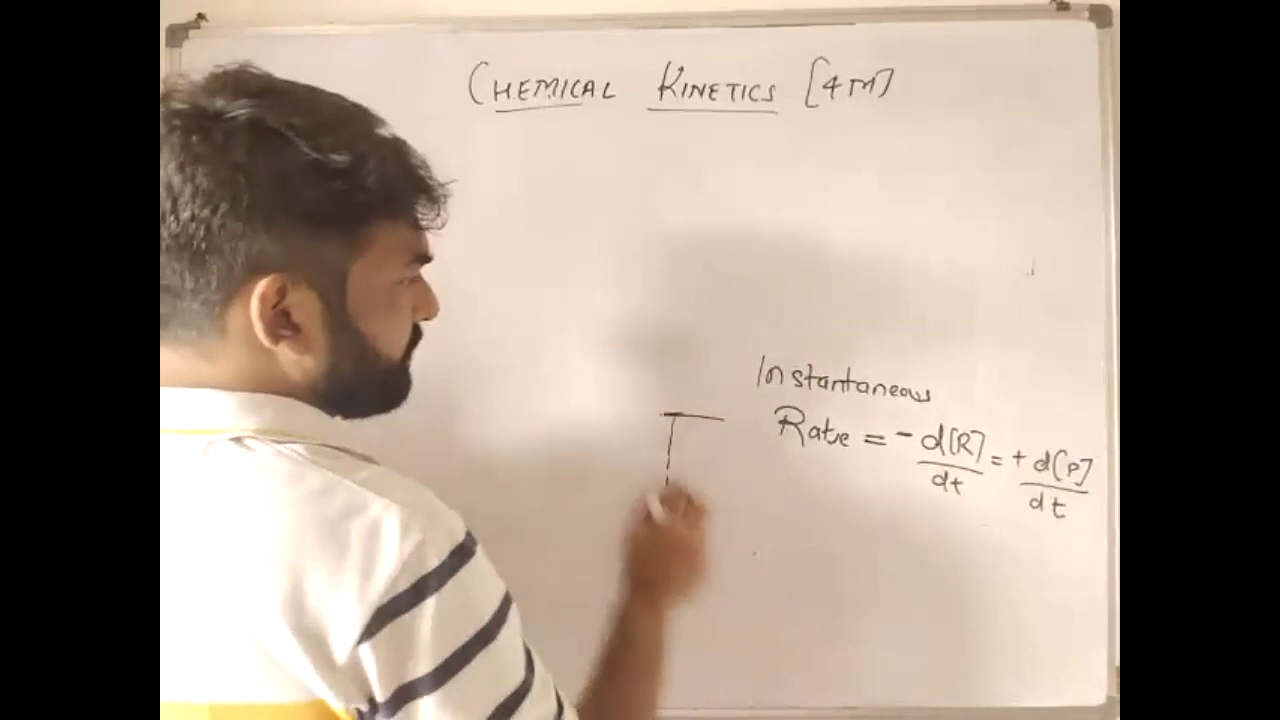 CHEMICAL KINETICS [4M]
Instantaneous
Rate = - d[R]/dt = + d[P]/dt